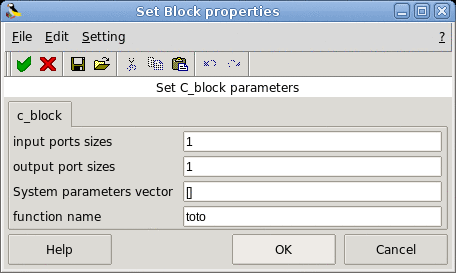 Set Block properties
File Edit Setting ?
Set C_block parameters
c_block
input ports sizes 1
output port sizes 1
System parameters vector []
function name toto
Help OK Cancel